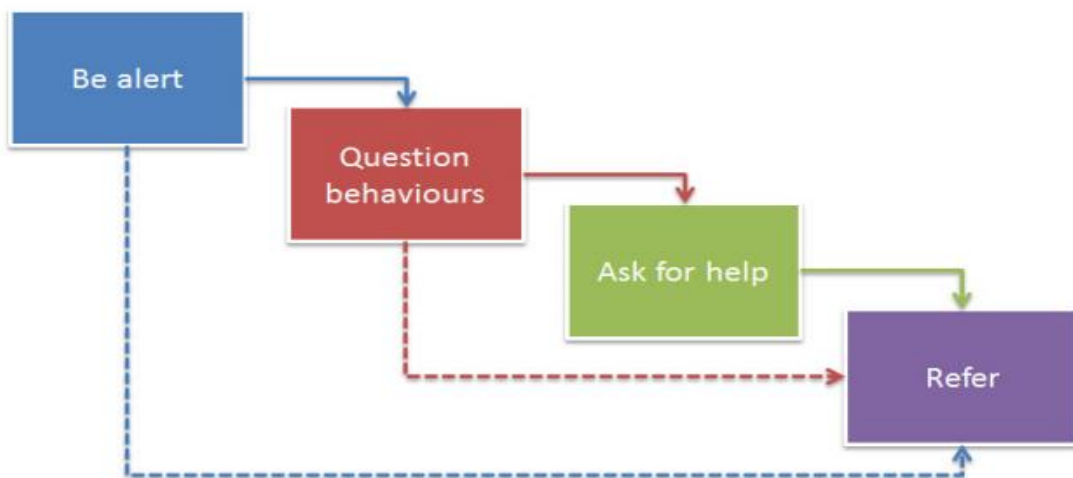 Be alert
Question
behaviours
Ask for help
Refer